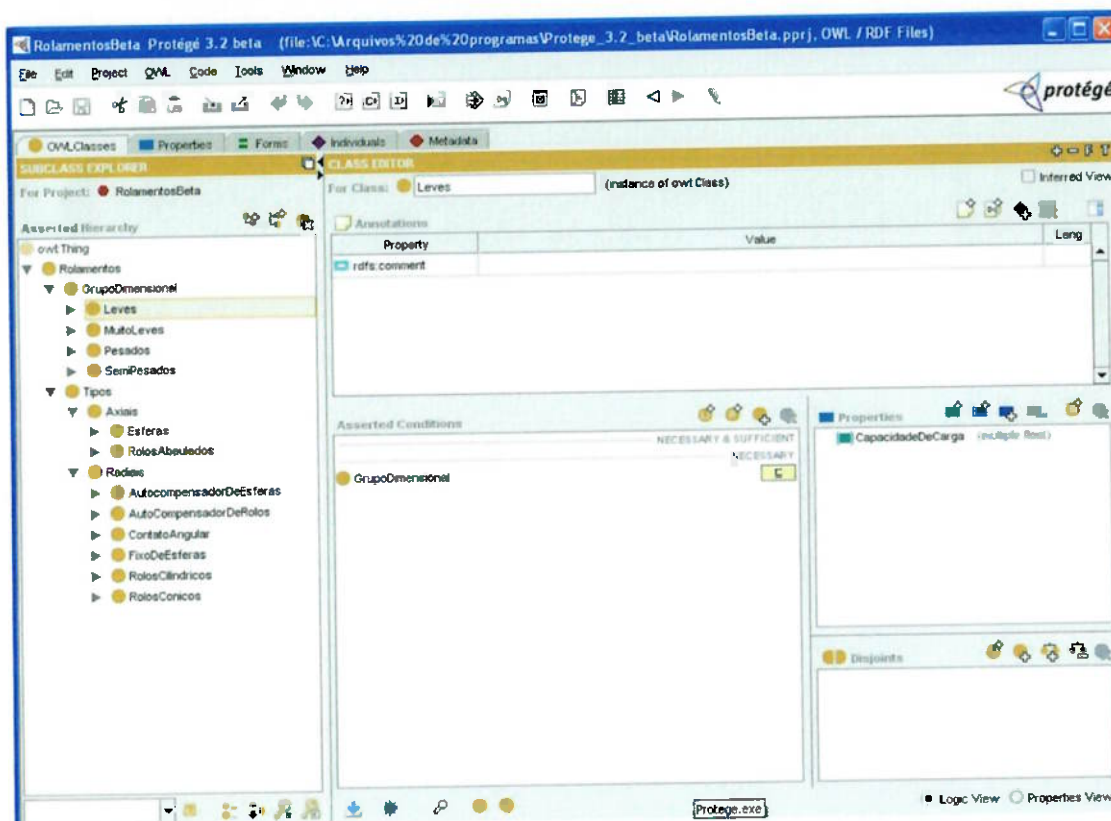 RolamentosBeta Protégé 3.2 beta (file:\C:\Arquivos%20de%20programas\Protege_3.2_beta\RolamentosBeta.pprj, OWL / RDF Files)
File Edit Project OWL Code Tools Window Help
protégé
OWLClasses Properties Forms Individuals Metadata
SUBCLASS EXPLORER
For Project: RolamentosBeta
Asserted Hierarchy
owl:Thing
Rolamentos
GrupoDimensional
Leves
MuitoLeves
Pesados
SemiPesados
Tipos
Axiais
Esferas
RolosAbaulados
Radiais
AutocompensadorDeEsferas
AutoCompensadorDeRolos
ContatoAngular
FixoDeEsferas
RolosCilindricos
RolosConicos
CLASS EDITOR
For Class: Leves (instance of owl:Class) Inferred View
Annotations
Property Value Lang
rdfs:comment
Asserted Conditions
NECESSARY & SUFFICIENT
NECESSARY
GrupoDimensional
Properties
CapacidadeDeCarga (multiple float)
Disjoints
Protege.exe
Logic View Properties View